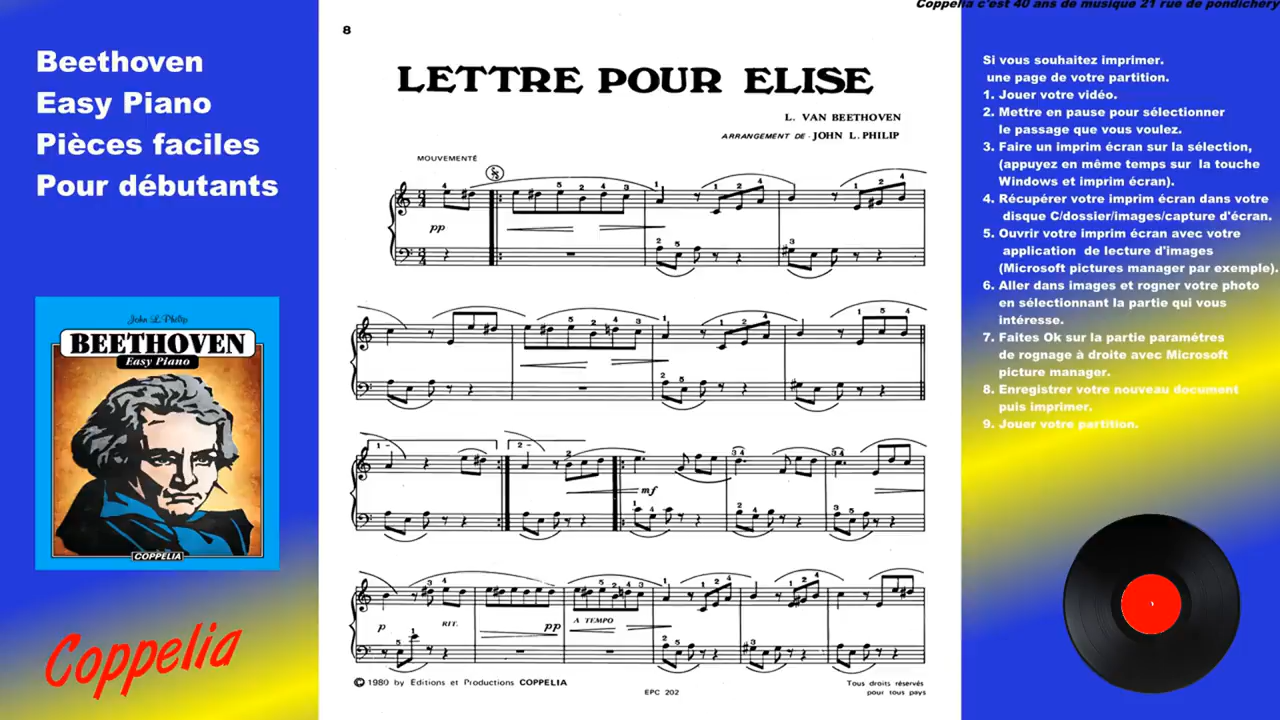 Coppelia c'est 40 ans de musique 21 rue de pondichéry
Beethoven
Easy Piano
Pièces faciles
Pour débutants
John L. Philip
BEETHOVEN
Easy Piano
COPPELIA
Coppelia
8
LETTRE POUR ELISE
L. VAN BEETHOVEN
ARRANGEMENT DE - JOHN L. PHILIP
MOUVEMENTÉ
pp
1 -
2 -
mf
p
RIT.
pp
A TEMPO
© 1980 by Editions et Productions COPPELIA
EPC 202
Tous droits réservés
pour tous pays
Si vous souhaitez imprimer.
une page de votre partition.
1. Jouer votre vidéo.
2. Mettre en pause pour sélectionner
le passage que vous voulez.
3. Faire un imprim écran sur la sélection,
(appuyez en même temps sur la touche
Windows et imprim écran).
4. Récupérer votre imprim écran dans votre
disque C/dossier/images/capture d'écran.
5. Ouvrir votre imprim écran avec votre
application de lecture d'images
(Microsoft pictures manager par exemple).
6. Aller dans images et rogner votre photo
en sélectionnant la partie qui vous
intéresse.
7. Faites Ok sur la partie paramétres
de rognage à droite avec Microsoft
picture manager.
8. Enregistrer votre nouveau document
puis imprimer.
9. Jouer votre partition.